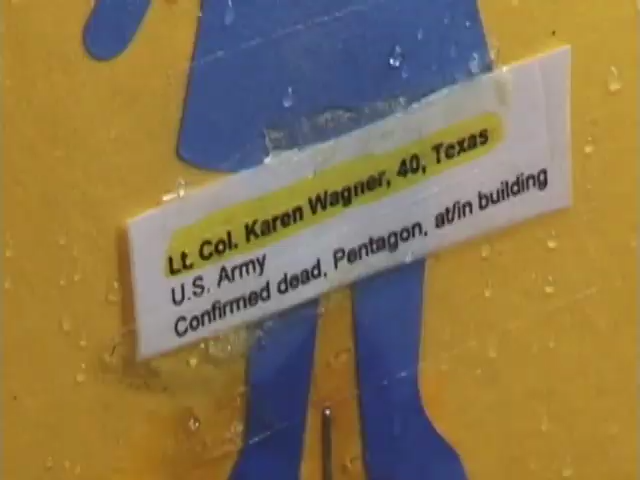 Lt. Col. Karen Wagner, 40, Texas
U.S. Army
Confirmed dead, Pentagon, at/in building